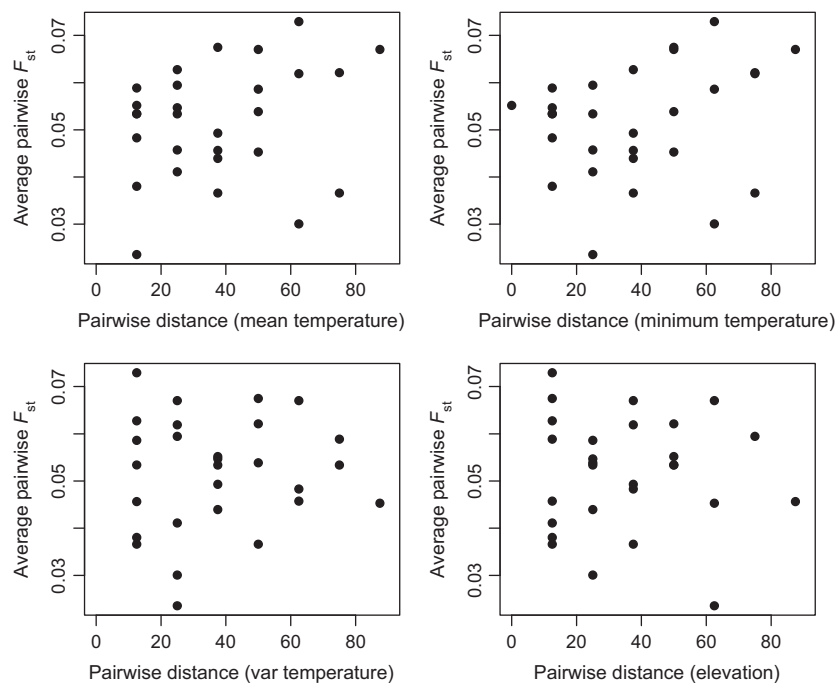 Average pairwise Fst
0.03 0.05 0.07
0 20 40 60 80
Pairwise distance (mean temperature)
Average pairwise Fst
0.03 0.05 0.07
0 20 40 60 80
Pairwise distance (minimum temperature)
Average pairwise Fst
0.03 0.05 0.07
0 20 40 60 80
Pairwise distance (var temperature)
Average pairwise Fst
0.03 0.05 0.07
0 20 40 60 80
Pairwise distance (elevation)